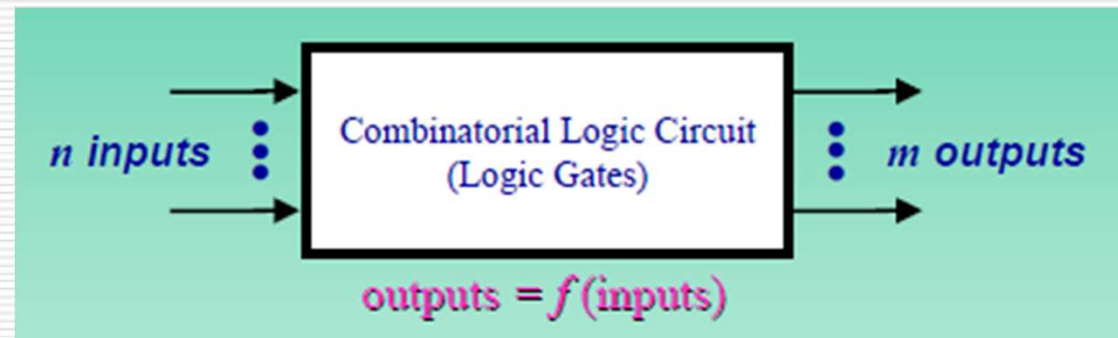 n inputs
Combinatorial Logic Circuit
(Logic Gates)
m outputs
outputs = f (inputs)